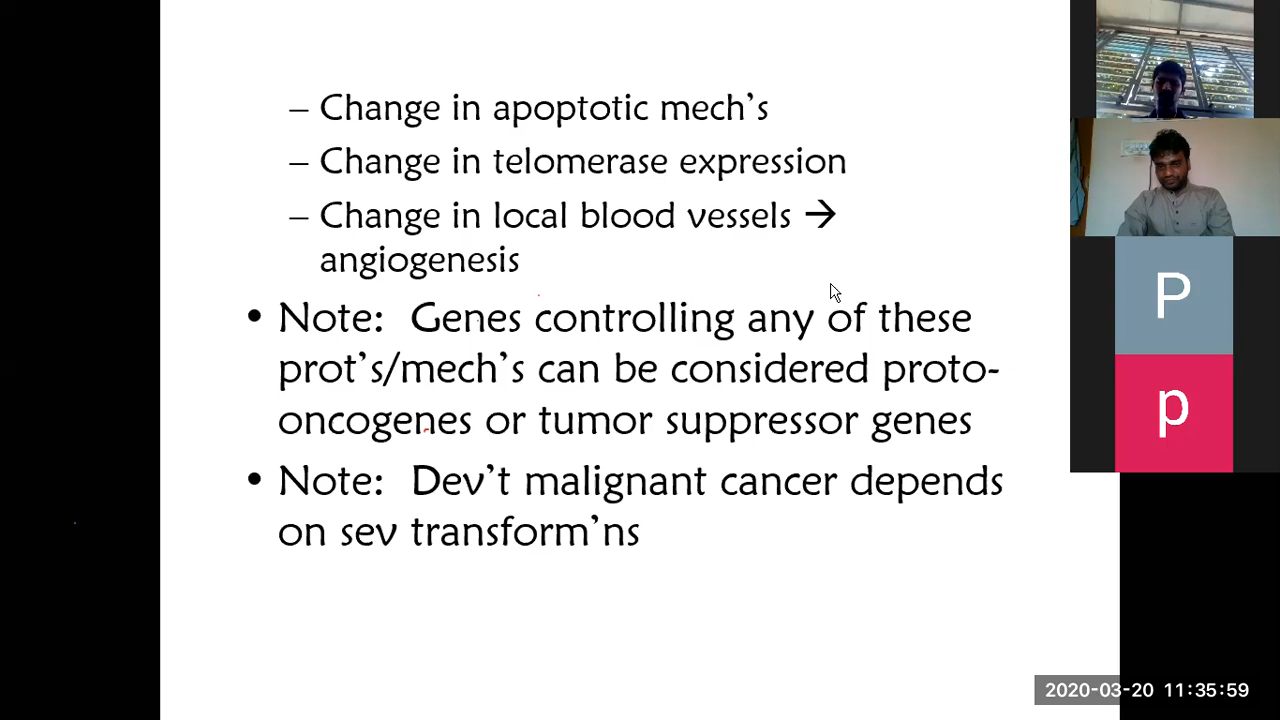 – Change in apoptotic mech’s
– Change in telomerase expression
– Change in local blood vessels →
angiogenesis
• Note:  Genes controlling any of these
prot’s/mech’s can be considered proto-
oncogenes or tumor suppressor genes
• Note:  Dev’t malignant cancer depends
on sev transform’ns
P
p
2020-03-20 11:35:59